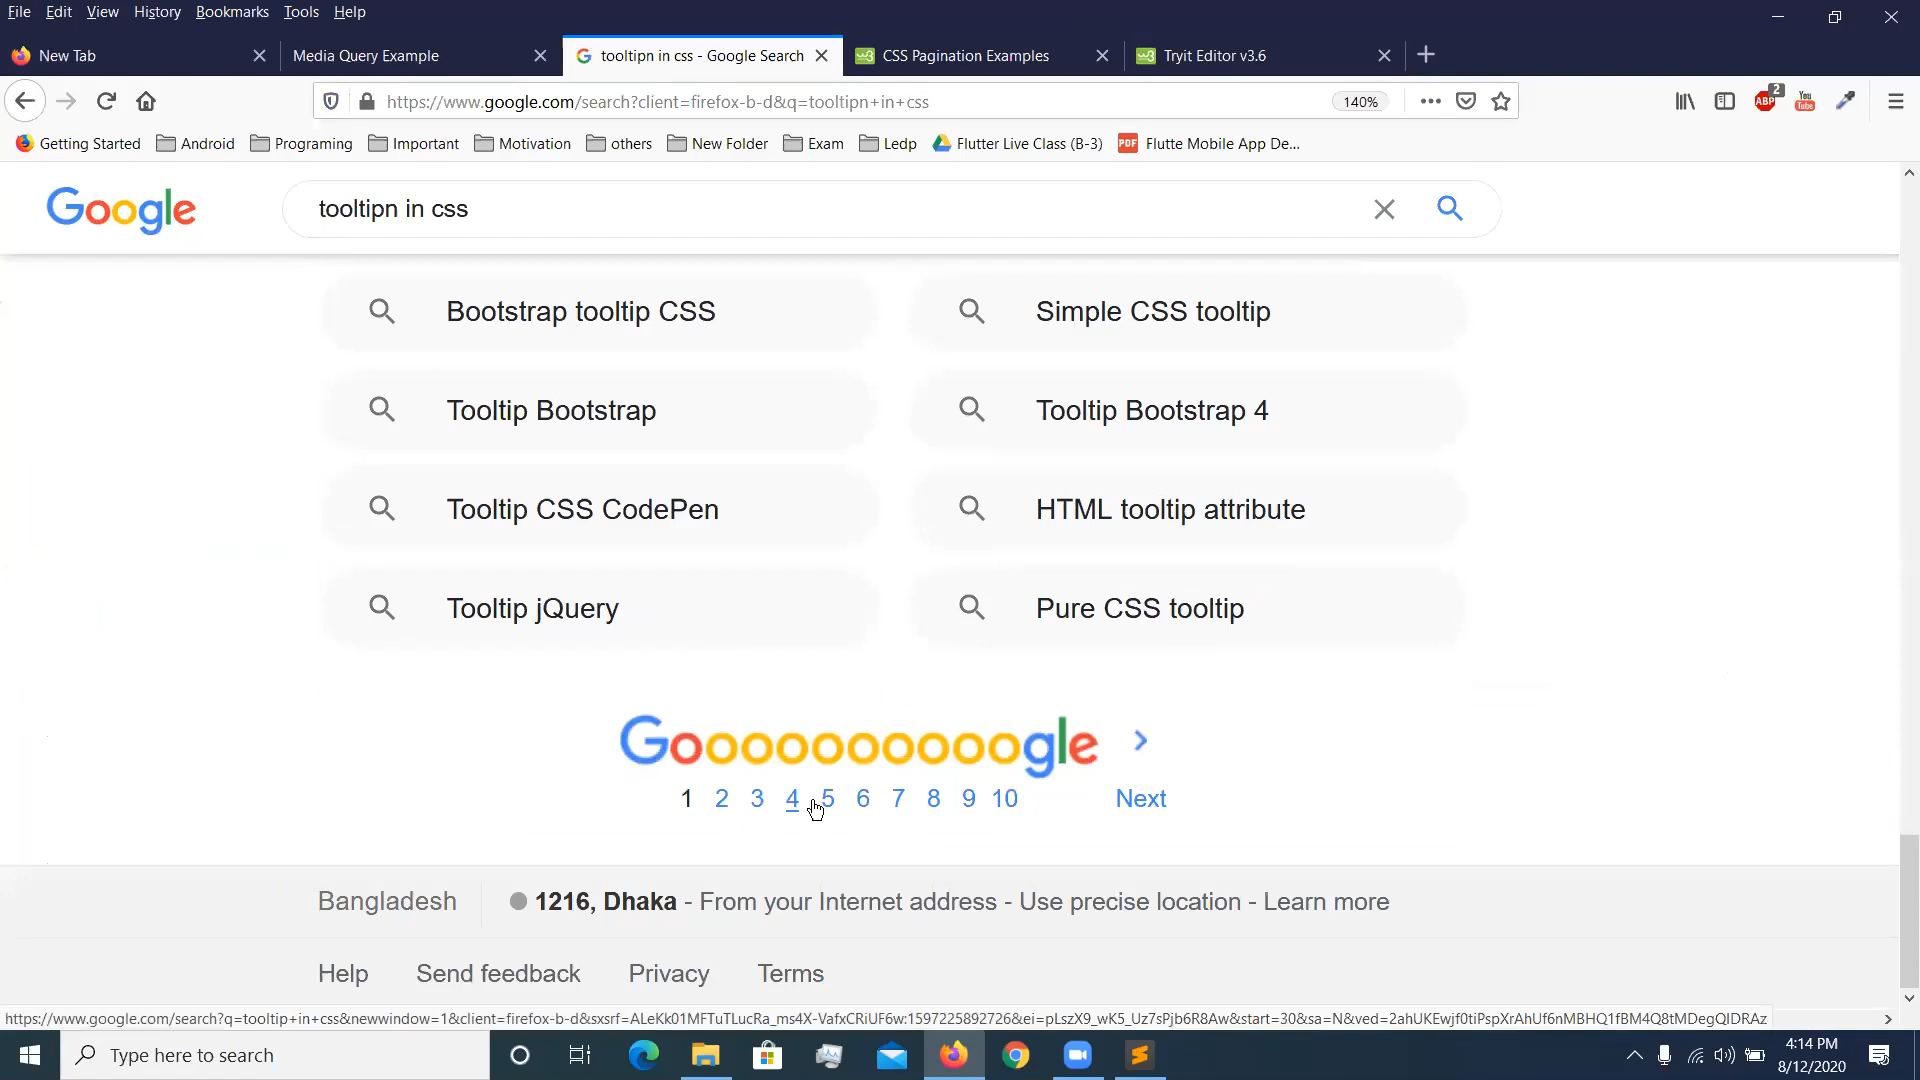 File Edit View History Bookmarks Tools Help
New Tab
Media Query Example
tooltipn in css - Google Search
CSS Pagination Examples
Tryit Editor v3.6
https://www.google.com/search?client=firefox-b-d&q=tooltipn+in+css
140%
ABP
2
You Tube
Getting Started
Android
Programing
Important
Motivation
others
New Folder
Exam
Ledp
Flutter Live Class (B-3)
PDF
Flutte Mobile App De...
Google
tooltipn in css
Bootstrap tooltip CSS
Simple CSS tooltip
Tooltip Bootstrap
Tooltip Bootstrap 4
Tooltip CSS CodePen
HTML tooltip attribute
Tooltip jQuery
Pure CSS tooltip
Goooooooooogle
1 2 3 4 5 6 7 8 9 10 Next
Bangladesh
1216, Dhaka - From your Internet address - Use precise location - Learn more
Help Send feedback Privacy Terms
https://www.google.com/search?q=tooltip+in+css&newwindow=1&client=firefox-b-d&sxsrf=ALeKk01MFTuTLucRa_ms4X-VafxCRiUF6w:1597225892726&ei=pLszX9_wK5_Uz7sPjb6R8Aw&start=30&sa=N&ved=2ahUKEwjf0tiPspXrAhUf6nMBHQ1fBM4Q8tMDegQIDRAz
Type here to search
4:14 PM
8/12/2020